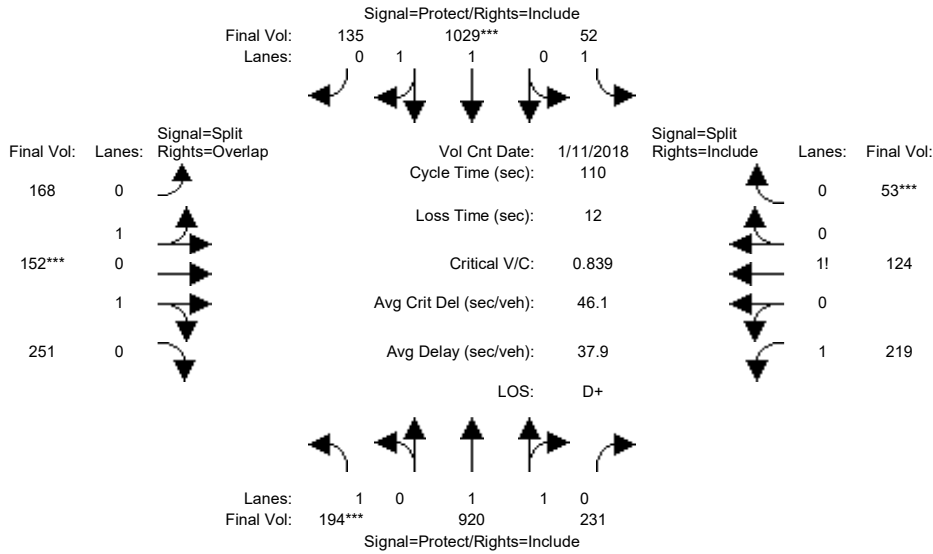 Signal=Protect/Rights=Include
Final Vol: 135 1029*** 52
Lanes: 0 1 1 0 1
Signal=Split
Final Vol: Lanes: Rights=Overlap
Vol Cnt Date: 1/11/2018
Signal=Split
Rights=Include Lanes: Final Vol:
Cycle Time (sec): 110
168 0
0 53***
Loss Time (sec): 12
1
0
152*** 0
Critical V/C: 0.839
1! 124
1
Avg Crit Del (sec/veh): 46.1
0
251 0
Avg Delay (sec/veh): 37.9
1 219
LOS: D+
Lanes: 1 0 1 1 0
Final Vol: 194*** 920 231
Signal=Protect/Rights=Include